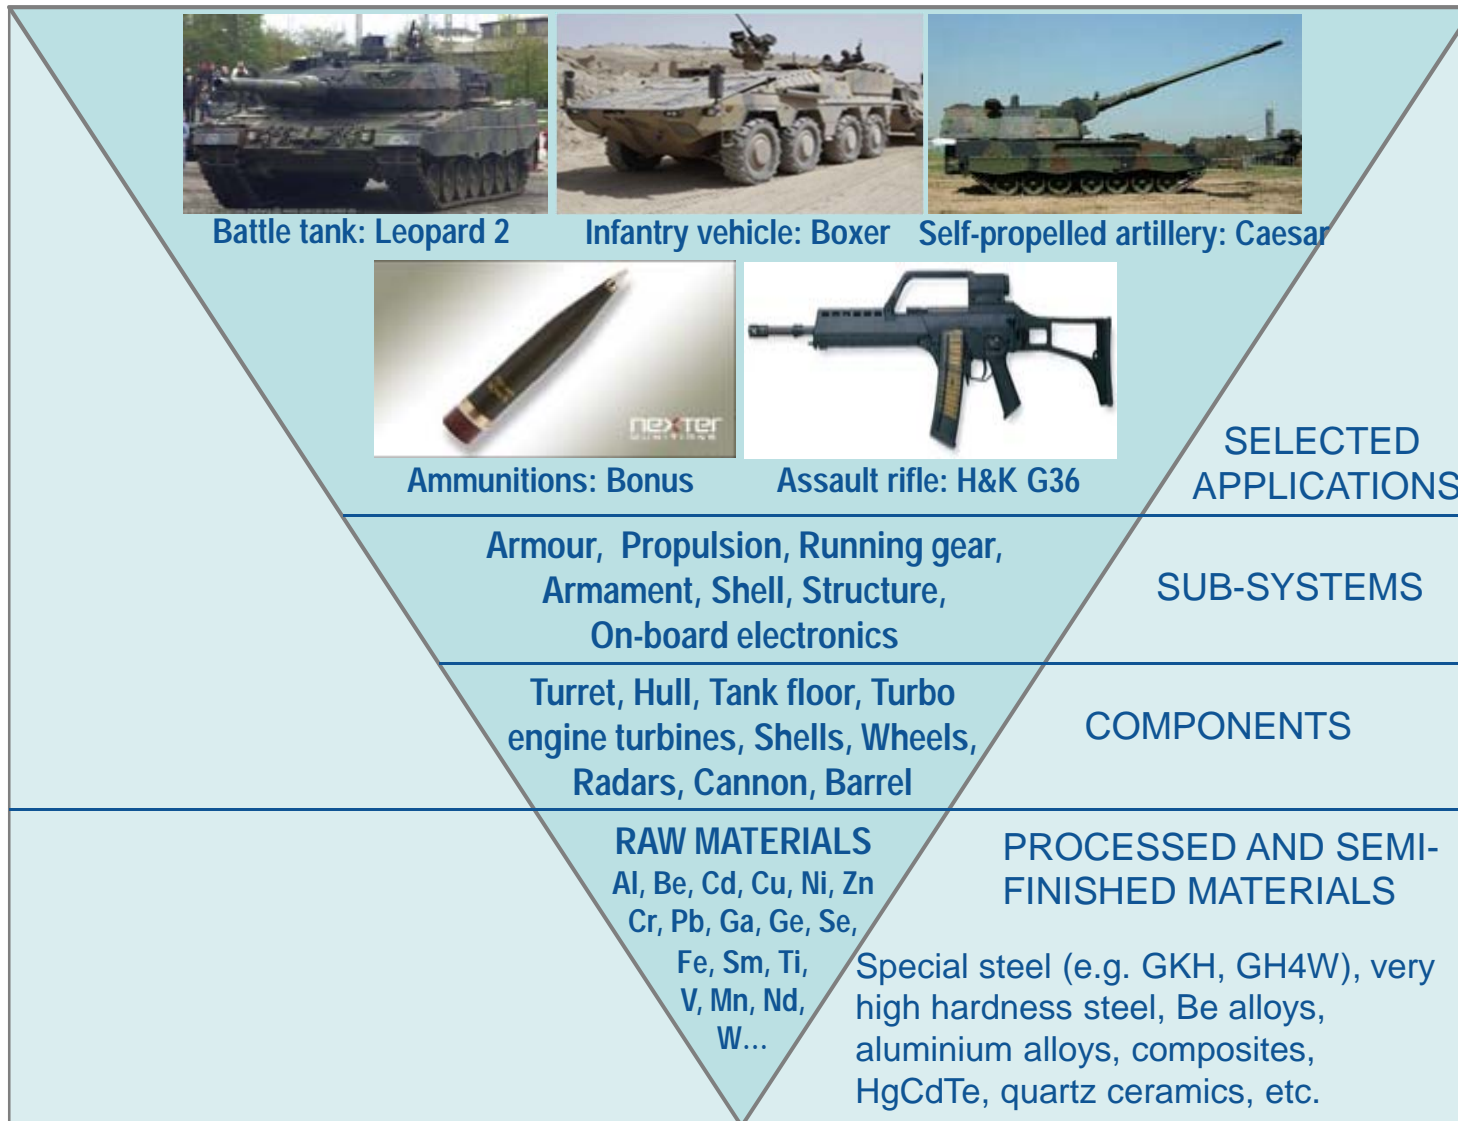 Battle tank: Leopard 2
Infantry vehicle: Boxer
Self-propelled artillery: Caesar
nexter
MUNITIONS
Ammunitions: Bonus
Assault rifle: H&K G36
SELECTED
APPLICATIONS
Armour, Propulsion, Running gear,
Armament, Shell, Structure,
On-board electronics
SUB-SYSTEMS
Turret, Hull, Tank floor, Turbo
engine turbines, Shells, Wheels,
Radars, Cannon, Barrel
COMPONENTS
RAW MATERIALS
Al, Be, Cd, Cu, Ni, Zn
Cr, Pb, Ga, Ge, Se,
Fe, Sm, Ti,
V, Mn, Nd,
W...
PROCESSED AND SEMI-
FINISHED MATERIALS
Special steel (e.g. GKH, GH4W), very
high hardness steel, Be alloys,
aluminium alloys, composites,
HgCdTe, quartz ceramics, etc.